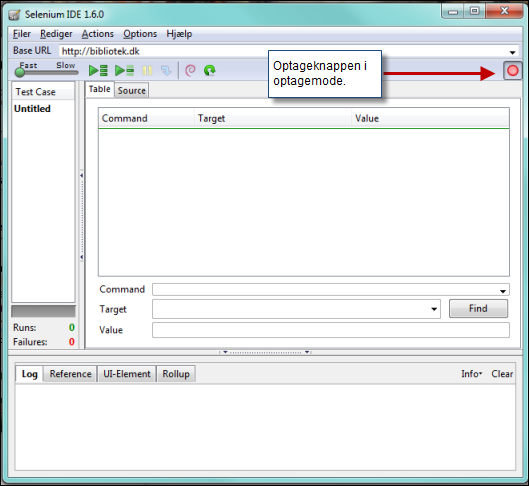 Selenium IDE 1.6.0
Filer Rediger Actions Options Hjælp
Base URL http://bibliotek.dk
Fast Slow
Optageknappen i
optagemode.
Test Case
Untitled
Table Source
Command Target Value
Command
Target Find
Value
Runs: 0
Failures: 0
Log Reference UI-Element Rollup Info Clear